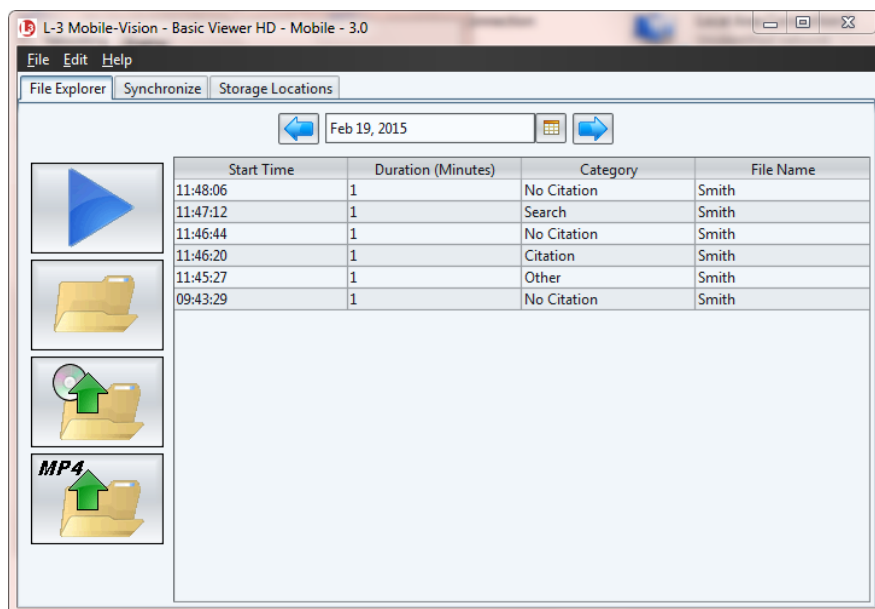 L-3 Mobile-Vision - Basic Viewer HD - Mobile - 3.0
File Edit Help
File Explorer Synchronize Storage Locations
Feb 19, 2015
Start Time Duration (Minutes) Category File Name
11:48:06 1 No Citation Smith
11:47:12 1 Search Smith
11:46:44 1 No Citation Smith
11:46:20 1 Citation Smith
11:45:27 1 Other Smith
09:43:29 1 No Citation Smith
MP4